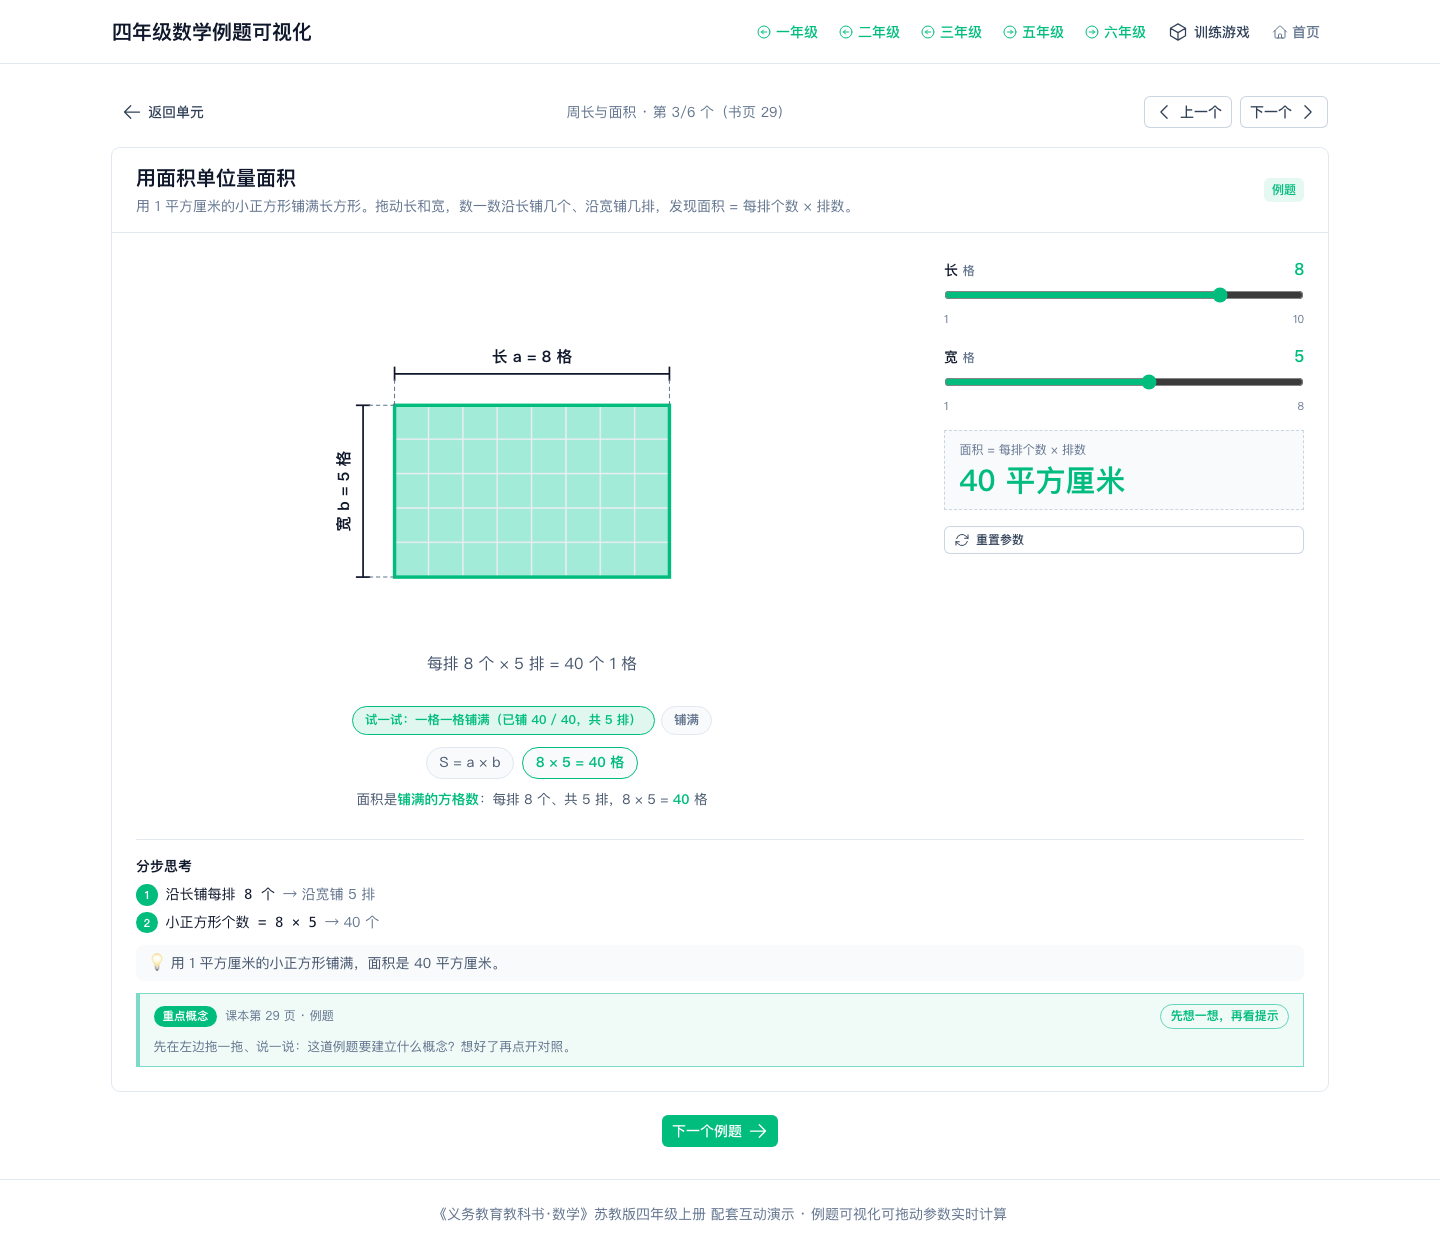 四年级数学例题可视化
一年级 二年级 三年级 五年级 六年级 训练游戏 首页
返回单元
周长与面积 · 第 3/6 个（书页 29）
上一个 下一个
用面积单位量面积
用 1 平方厘米的小正方形铺满长方形。拖动长和宽，数一数沿长铺几个、沿宽铺几排，发现面积 = 每排个数 × 排数。
例题
长 a = 8 格
宽 b = 5 格
每排 8 个 × 5 排 = 40 个 1 格
试一试：一格一格铺满（已铺 40 / 40，共 5 排） 铺满
S = a × b 8 × 5 = 40 格
面积是铺满的方格数：每排 8 个、共 5 排，8 × 5 = 40 格
长 格 8
1 10
宽 格 5
1 8
面积 = 每排个数 × 排数
40 平方厘米
重置参数
分步思考
1 沿长铺每排 8 个 → 沿宽铺 5 排
2 小正方形个数 = 8 × 5 → 40 个
用 1 平方厘米的小正方形铺满，面积是 40 平方厘米。
重点概念 课本第 29 页 · 例题
先想一想，再看提示
先在左边拖一拖、说一说：这道例题要建立什么概念？想好了再点开对照。
下一个例题
《义务教育教科书·数学》苏教版四年级上册 配套互动演示 · 例题可视化可拖动参数实时计算